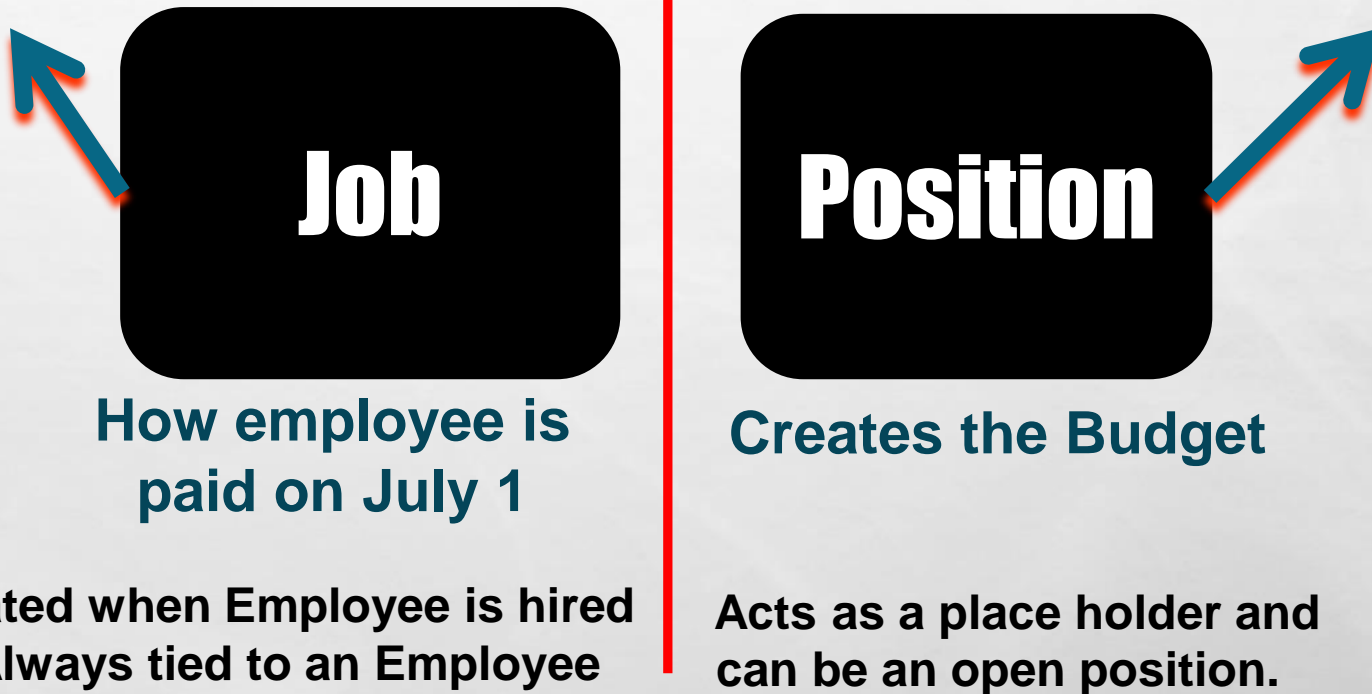 Job
How employee is
paid on July 1
when Employee is hired
tied to an Employee
Position
Creates the Budget
Acts as a place holder and
can be an open position.